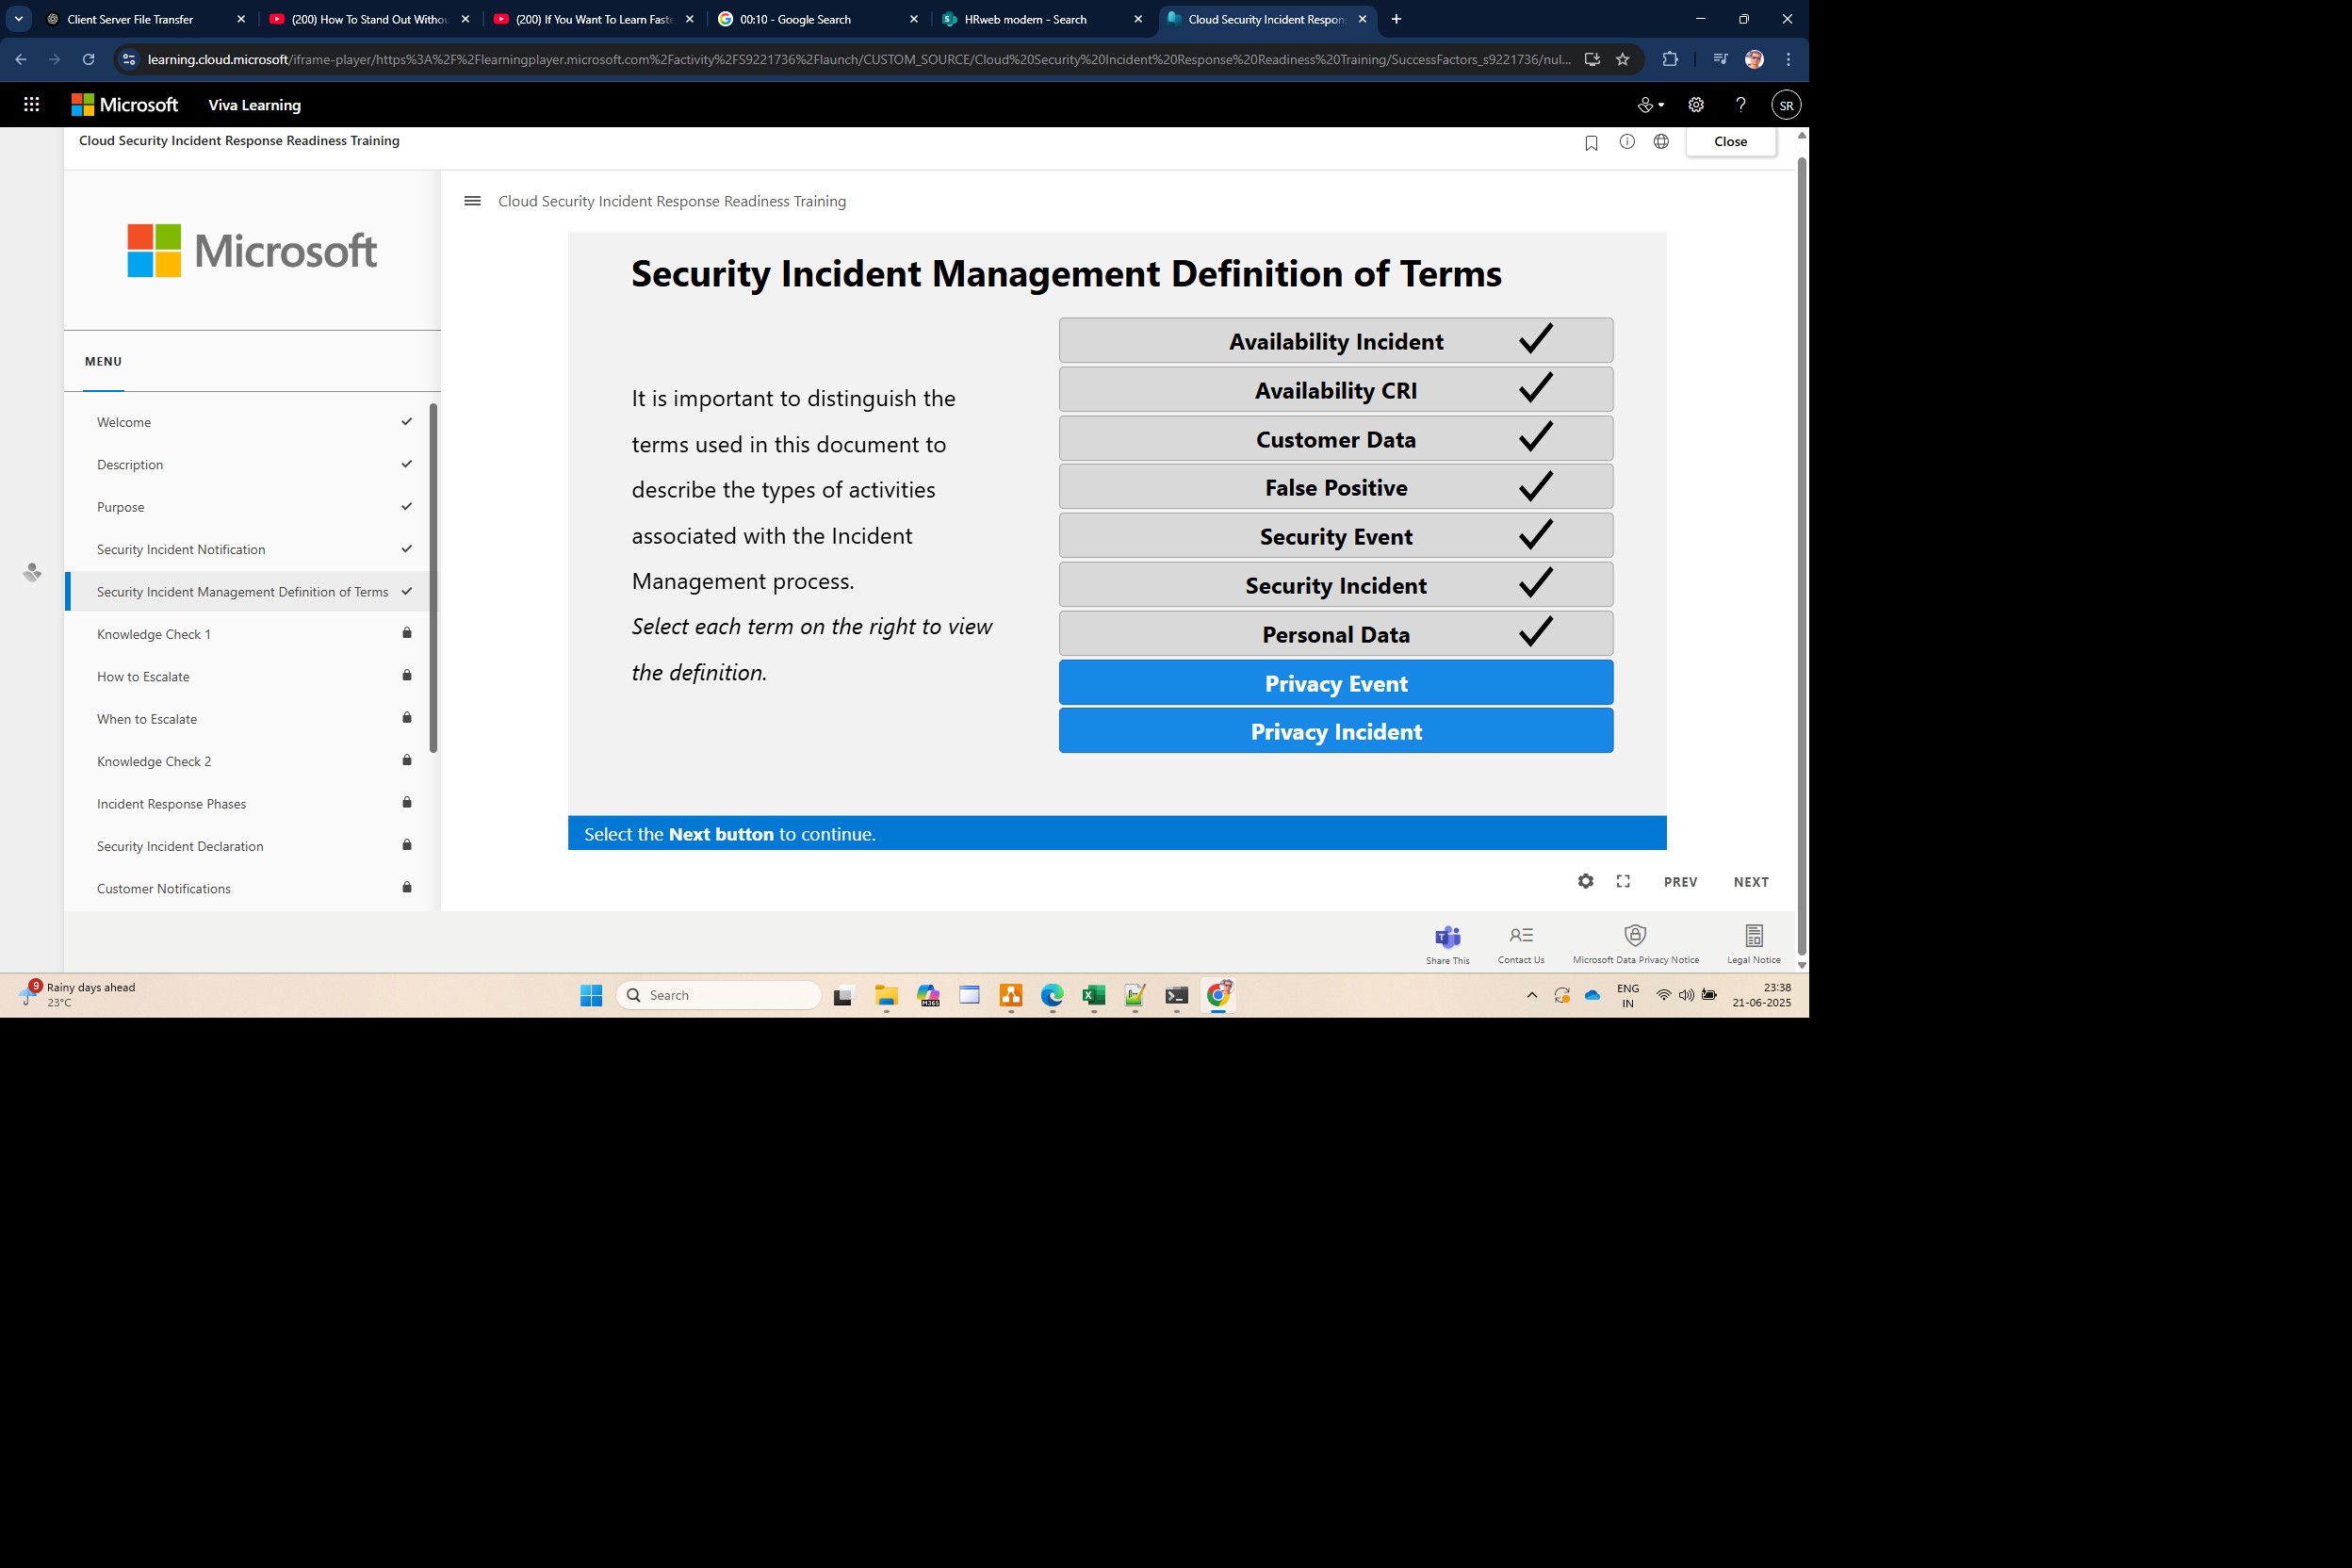 Client Server File Transfer
(200) How To Stand Out Withou
(200) If You Want To Learn Faste
00:10 - Google Search
HRweb modern - Search
Cloud Security Incident Respon
learning.cloud.microsoft/iframe-player/https%3A%2F%2Flearningplayer.microsoft.com%2Factivity%2FS9221736%2Flaunch/CUSTOM_SOURCE/Cloud%20Security%20Incident%20Response%20Readiness%20Training/SuccessFactors_s9221736/nul...
Microsoft
Viva Learning
?
SR
Cloud Security Incident Response Readiness Training
Close
Microsoft
MENU
Welcome
Description
Purpose
Security Incident Notification
Security Incident Management Definition of Terms
Knowledge Check 1
How to Escalate
When to Escalate
Knowledge Check 2
Incident Response Phases
Security Incident Declaration
Customer Notifications
Cloud Security Incident Response Readiness Training
Security Incident Management Definition of Terms
It is important to distinguish the
terms used in this document to
describe the types of activities
associated with the Incident
Management process.
Select each term on the right to view
the definition.
Availability Incident
Availability CRI
Customer Data
False Positive
Security Event
Security Incident
Personal Data
Privacy Event
Privacy Incident
Select the Next button to continue.
PREV
NEXT
Share This
Contact Us
Microsoft Data Privacy Notice
Legal Notice
9
Rainy days ahead
23°C
Search
M365
ENG
IN
23:38
21-06-2025